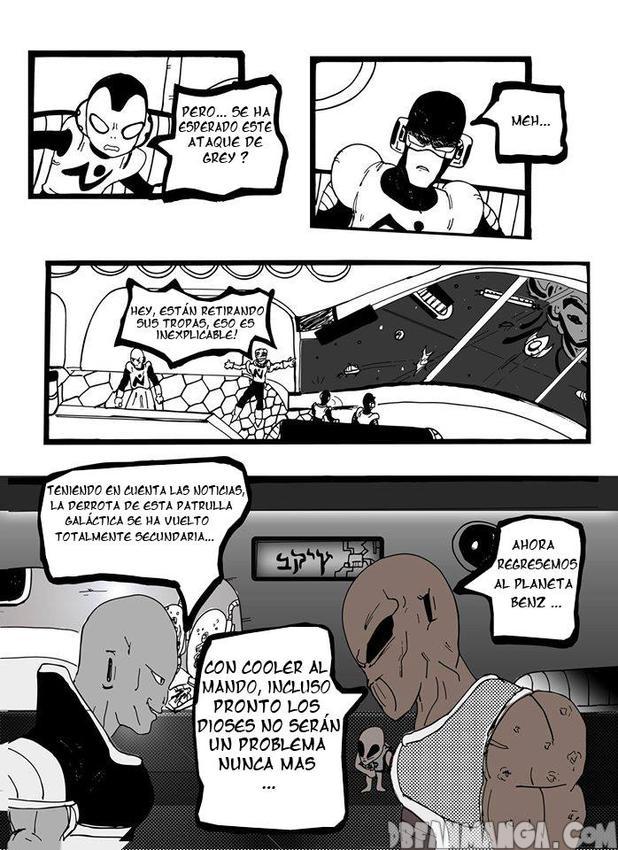 PERO... SE HA
ESPERADO ESTE
ATAQUE DE
GREY ?
MEH...
HEY, ESTÁN RETIRANDO
SUS TROPAS, ESO ES
INEXPLICABLE!
N
N
TENIENDO EN CUENTA LAS NOTICIAS,
LA DERROTA DE ESTA PATRULLA
GALÁCTICA SE HA VUELTO
TOTALMENTE SECUNDARIA...
AHORA
REGRESEMOS
AL PLANETA
BENZ ...
CON COOLER AL
MANDO, INCLUSO
PRONTO LOS
DIOSES NO SERÁN
UN PROBLEMA
NUNCA MAS
...
DBFANMANGA.COM